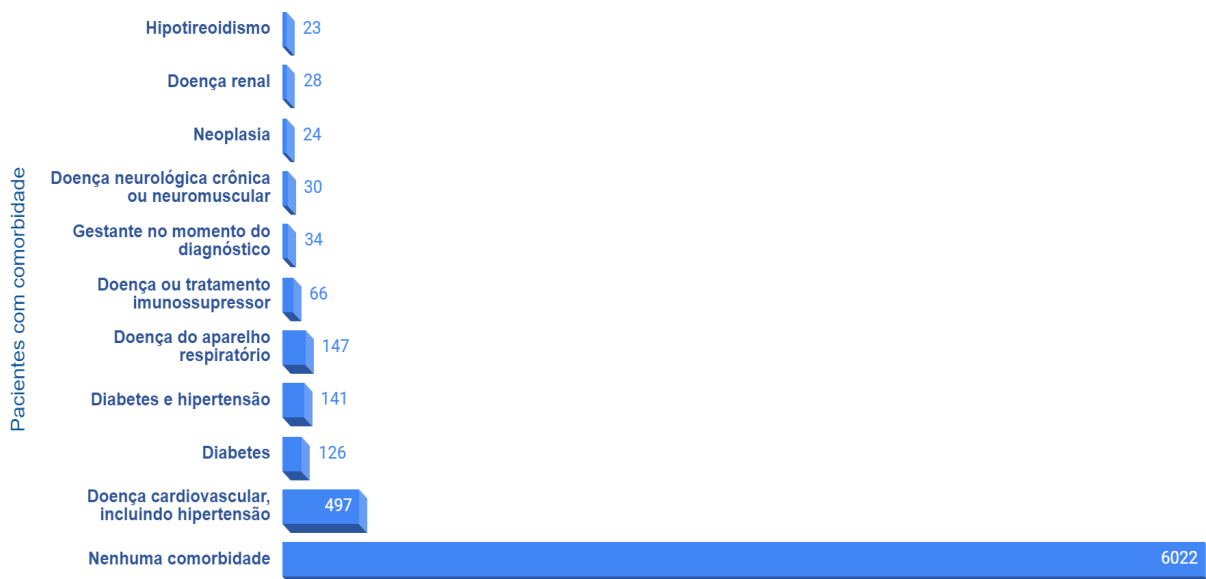 Pacientes com comorbidade
Hipotireoidismo
23
Doença renal
28
Neoplasia
24
Doença neurológica crônica
ou neuromuscular
30
Gestante no momento do
diagnóstico
34
Doença ou tratamento
imunossupressor
66
Doença do aparelho
respiratório
147
Diabetes e hipertensão
141
Diabetes
126
Doença cardiovascular,
incluindo hipertensão
497
Nenhuma comorbidade
6022